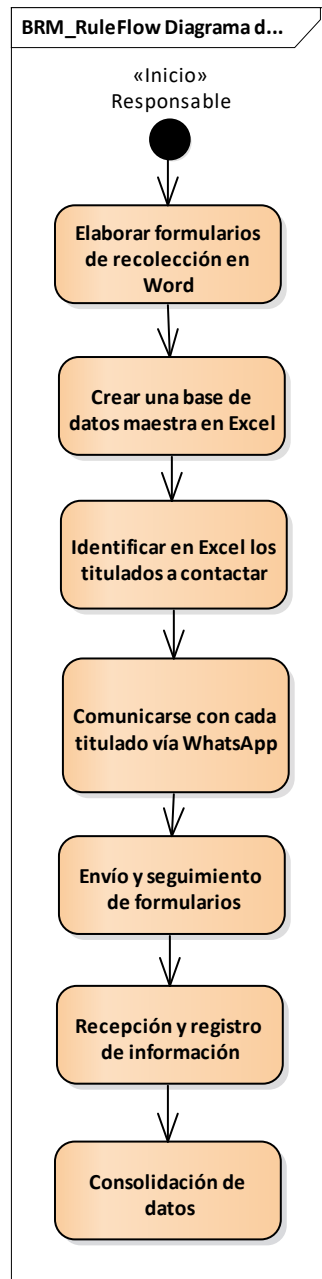 BRM_RuleFlow Diagrama d...
«Inicio»
Responsable
Elaborar formularios
de recolección en
Word
Crear una base de
datos maestra en Excel
Identificar en Excel los
titulados a contactar
Comunicarse con cada
titulado vía WhatsApp
Envío y seguimiento
de formularios
Recepción y registro
de información
Consolidación de
datos